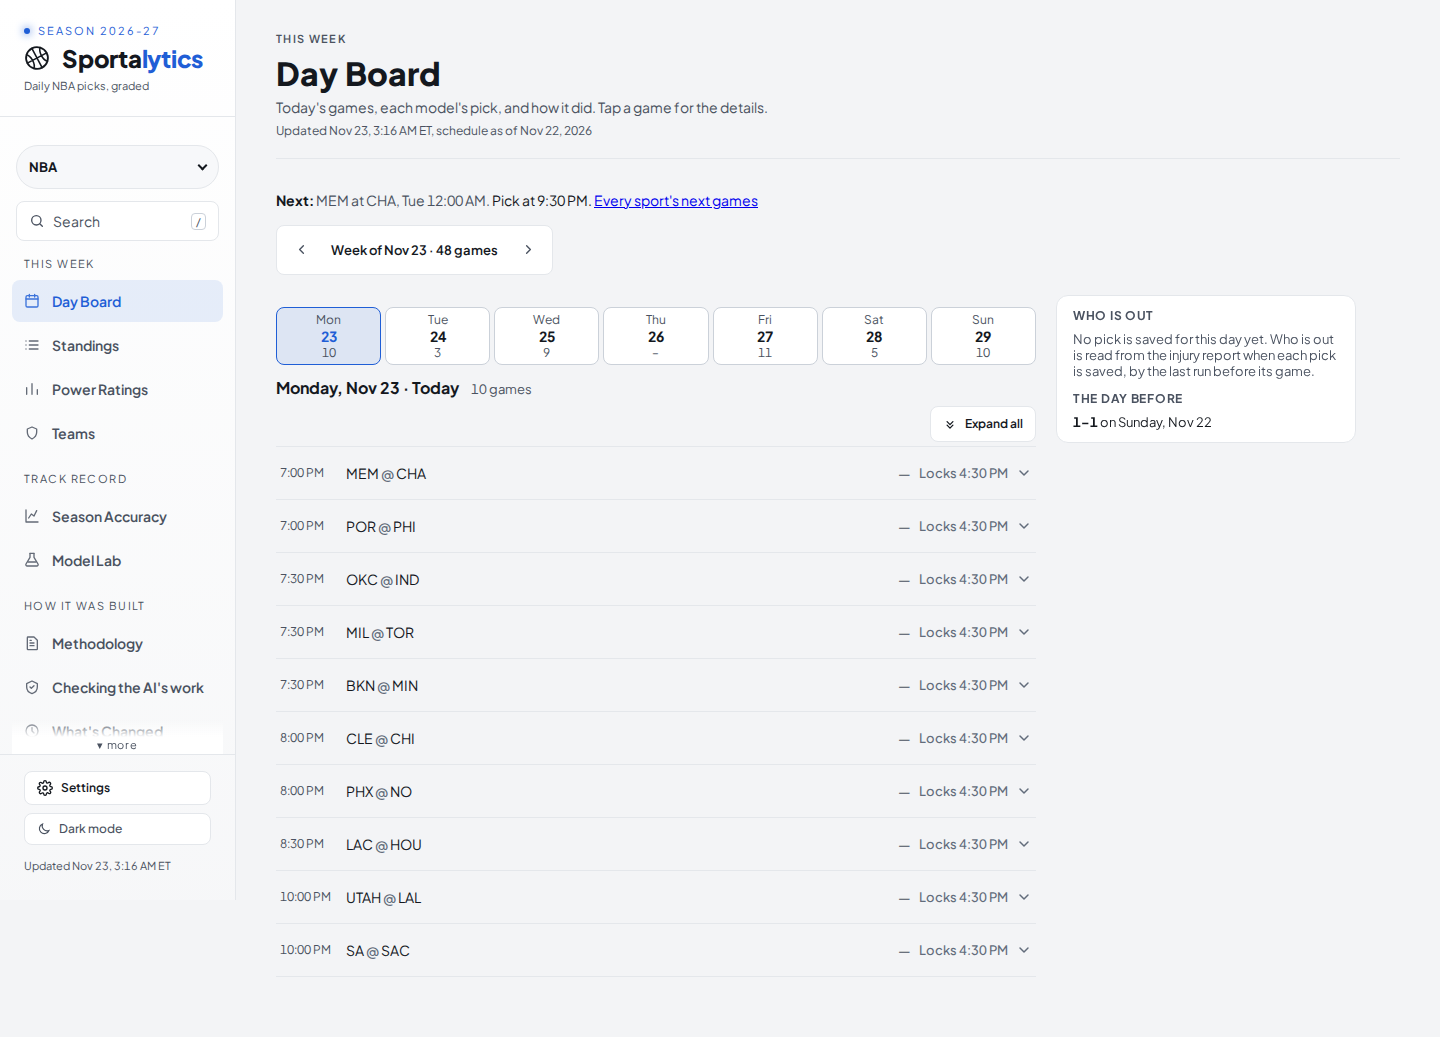 SEASON 2026-27
Sportalytics
Daily NBA picks, graded
NBA
Search /
THIS WEEK
Day Board
Standings
Power Ratings
Teams
TRACK RECORD
Season Accuracy
Model Lab
HOW IT WAS BUILT
Methodology
Checking the AI's work
What's Changed
▾ more
Settings
Dark mode
Updated Nov 23, 3:16 AM ET
THIS WEEK
Day Board
Today's games, each model's pick, and how it did. Tap a game for the details.
Updated Nov 23, 3:16 AM ET, schedule as of Nov 22, 2026
Next: MEM at CHA, Tue 12:00 AM. Pick at 9:30 PM. Every sport's next games
Week of Nov 23 · 48 games
Mon 23 10
Tue 24 3
Wed 25 9
Thu 26 –
Fri 27 11
Sat 28 5
Sun 29 10
Monday, Nov 23 · Today 10 games
Expand all
7:00 PM MEM @ CHA — Locks 4:30 PM
7:00 PM POR @ PHI — Locks 4:30 PM
7:30 PM OKC @ IND — Locks 4:30 PM
7:30 PM MIL @ TOR — Locks 4:30 PM
7:30 PM BKN @ MIN — Locks 4:30 PM
8:00 PM CLE @ CHI — Locks 4:30 PM
8:00 PM PHX @ NO — Locks 4:30 PM
8:30 PM LAC @ HOU — Locks 4:30 PM
10:00 PM UTAH @ LAL — Locks 4:30 PM
10:00 PM SA @ SAC — Locks 4:30 PM
WHO IS OUT
No pick is saved for this day yet. Who is out
is read from the injury report when each pick
is saved, by the last run before its game.
THE DAY BEFORE
1–1 on Sunday, Nov 22